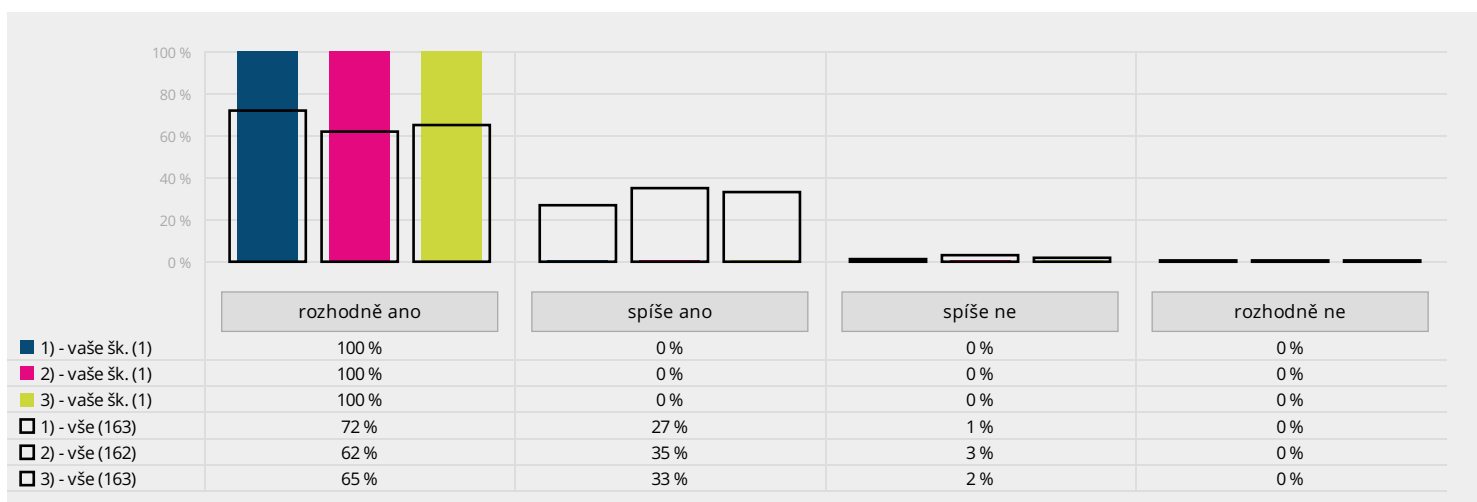 100 %
80 %
60 %
40 %
20 %
0 %
rozhodně ano spíše ano spíše ne rozhodně ne
1) - vaše šk. (1) 100 % 0 % 0 % 0 %
2) - vaše šk. (1) 100 % 0 % 0 % 0 %
3) - vaše šk. (1) 100 % 0 % 0 % 0 %
1) - vše (163) 72 % 27 % 1 % 0 %
2) - vše (162) 62 % 35 % 3 % 0 %
3) - vše (163) 65 % 33 % 2 % 0 %